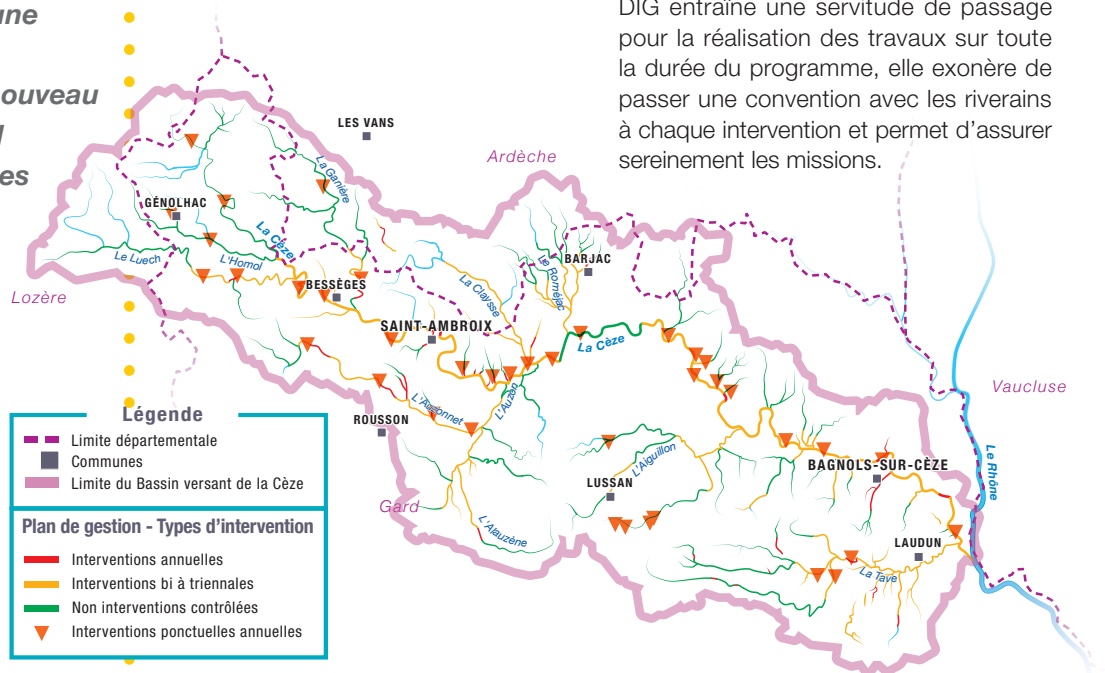 une
ouveau
es
DIG entraîne une servitude de passage
pour la réalisation des travaux sur toute
la durée du programme, elle exonère de
passer une convention avec les riverains
à chaque intervention et permet d'assurer
sereinement les missions.
LES VANS
Ardèche
La Ganière
GÉNOLHAC
La Cèze
Le Luech
L'Homol
BESSÈGES
Lozère
La Claysse
Le Roméjac
BARJAC
SAINT-AMBROIX
La Cèze
Vaucluse
L'Auzonnet
L'Auzon
ROUSSON
L'Aiguillon
LUSSAN
BAGNOLS-SUR-CÈZE
Le Rhône
Gard
L'Alauzène
LAUDUN
La Tave
Légende
Limite départementale
Communes
Limite du Bassin versant de la Cèze
Plan de gestion - Types d'intervention
Interventions annuelles
Interventions bi à triennales
Non interventions contrôlées
Interventions ponctuelles annuelles